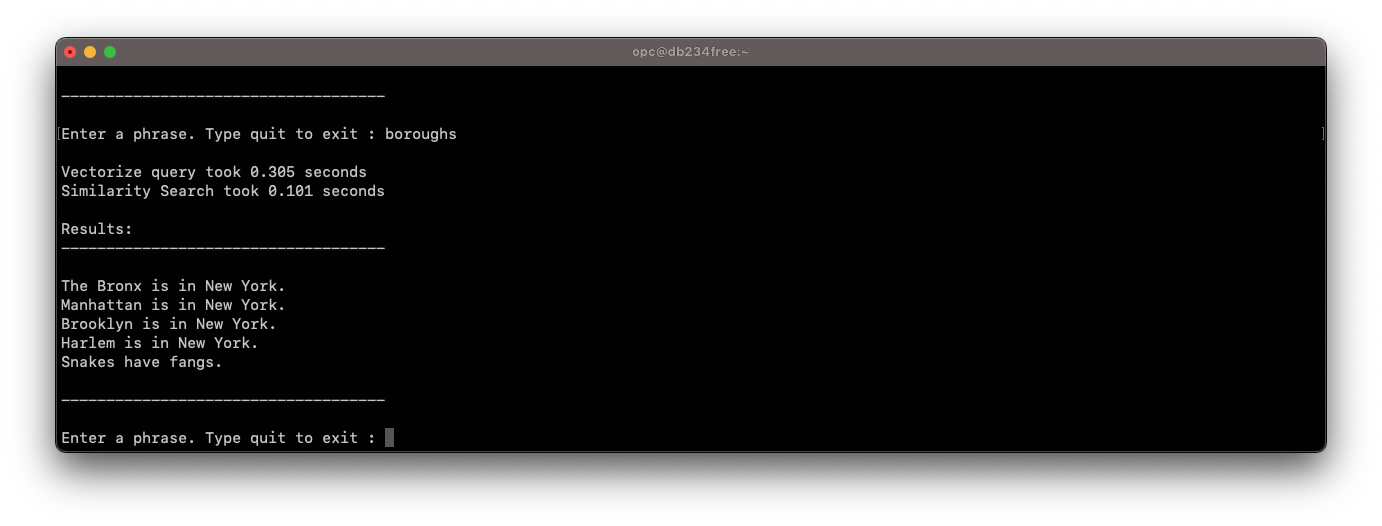 opc@db234free:~
------------------------------------
[Enter a phrase. Type quit to exit : boroughs ]
Vectorize query took 0.305 seconds
Similarity Search took 0.101 seconds
Results:
------------------------------------
The Bronx is in New York.
Manhattan is in New York.
Brooklyn is in New York.
Harlem is in New York.
Snakes have fangs.
------------------------------------
Enter a phrase. Type quit to exit :